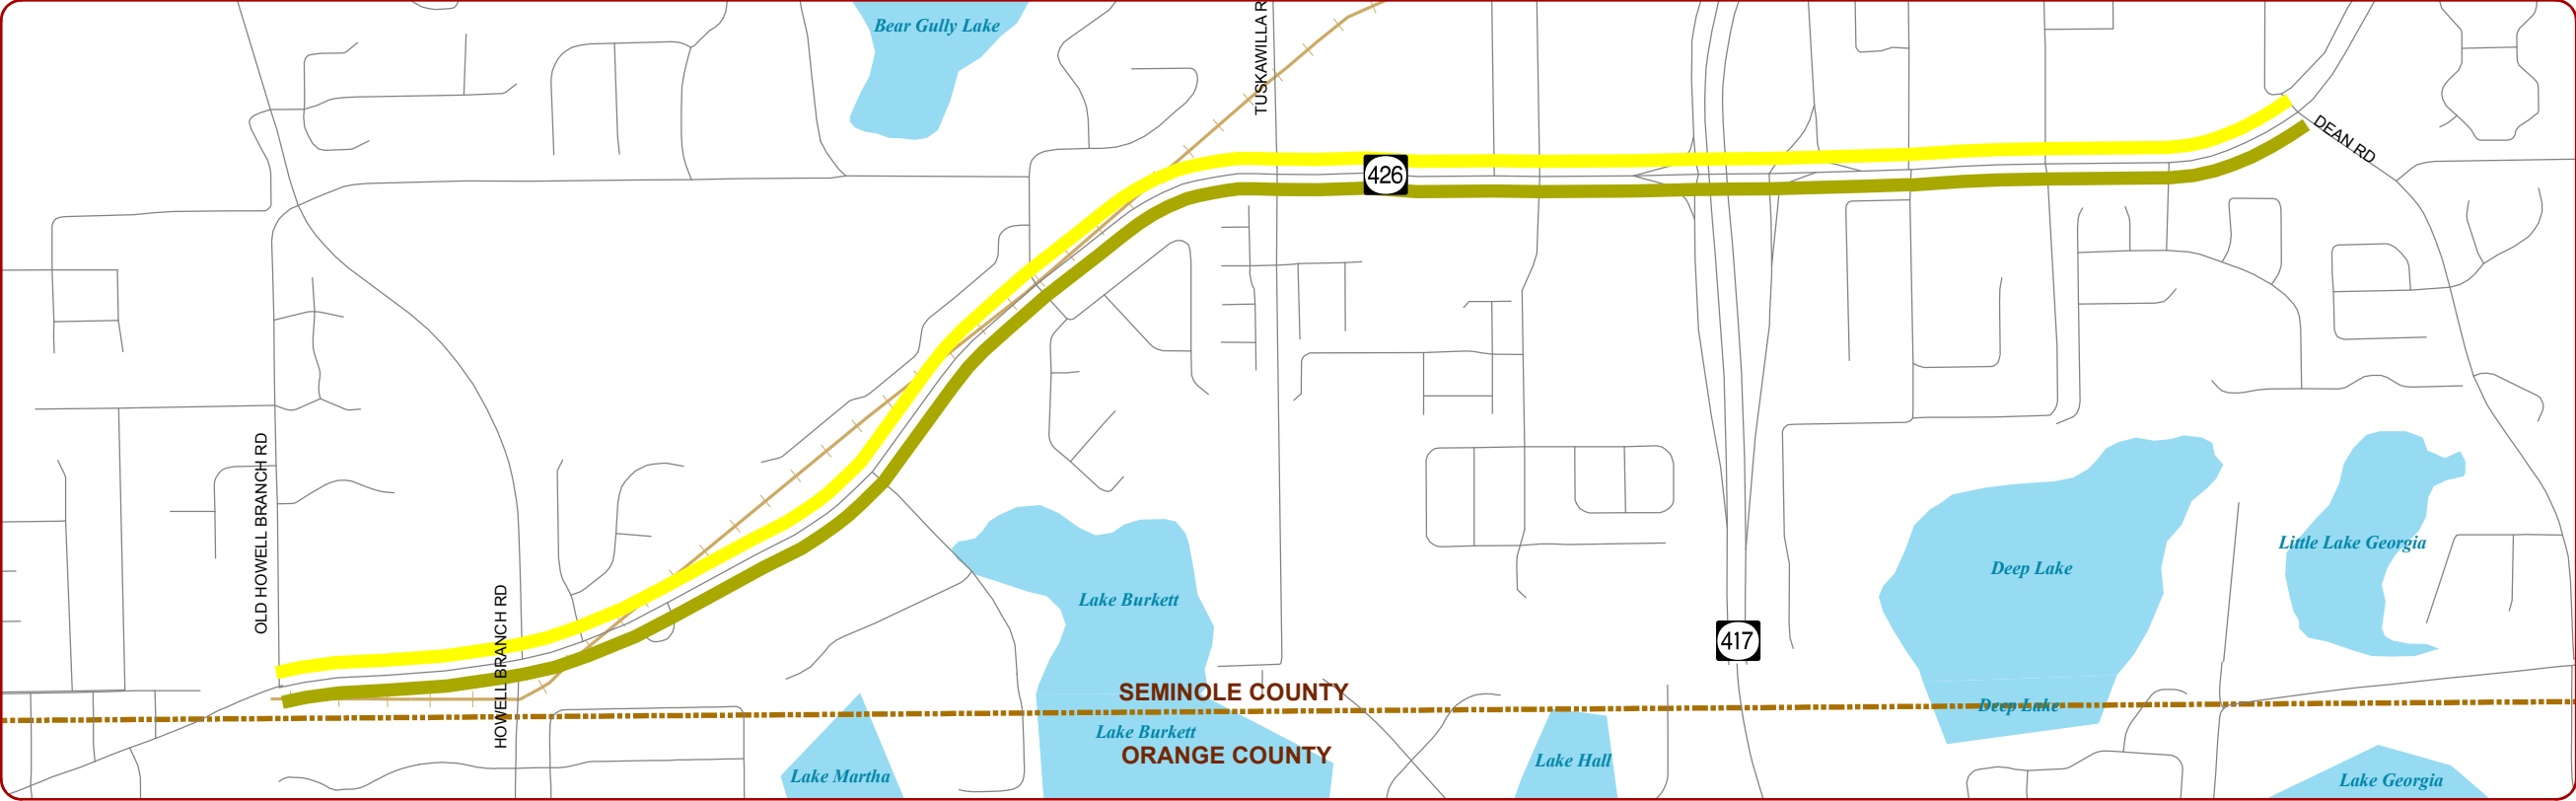 Bear Gully Lake
TUSKAWILLA R
426
DEAN RD
OLD HOWELL BRANCH RD
HOWELL BRANCH RD
Lake Burkett
Deep Lake
Little Lake Georgia
417
SEMINOLE COUNTY
Deep Lake
Lake Burkett
ORANGE COUNTY
Lake Martha
Lake Hall
Lake Georgia